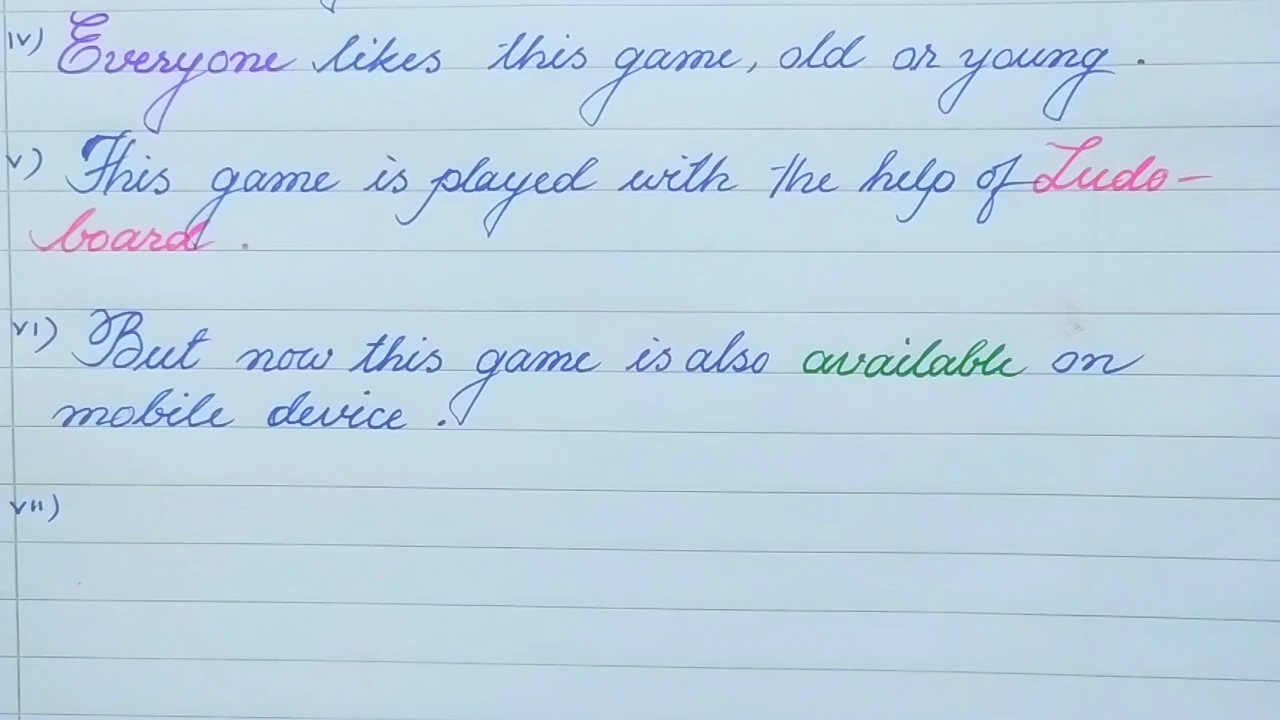 iv) Everyone likes this game, old or young.
v) This game is played with the help of Ludo-
board.
vi) But now this game is also available on
mobile device.
vii)